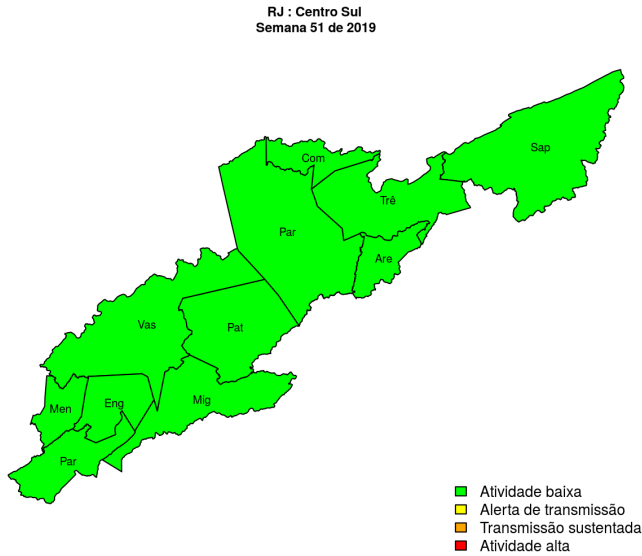 RJ : Centro Sul
Semana 51 de 2019
Sap
Com
Trê
Par
Are
Vas
Pat
Mig
Men
Eng
Par
Atividade baixa
Alerta de transmissão
Transmissão sustentada
Atividade alta